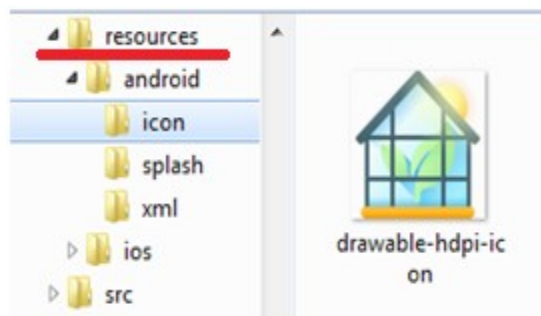 resources
android
icon
splash
xml
ios
src
drawable-hdpi-ic
on